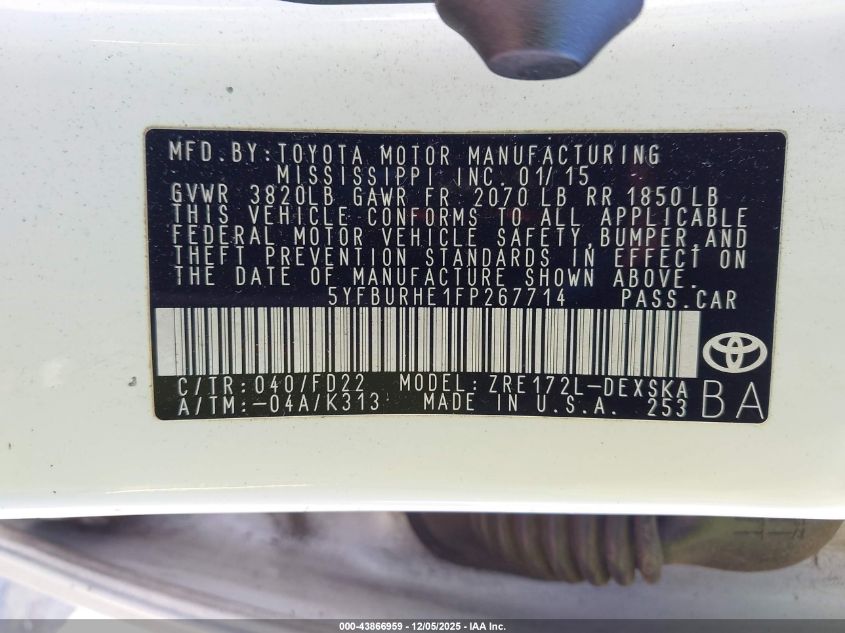 MFD.BY:TOYOTA MOTOR MANUFACTURING
MISSISSIPPI INC. 01/15
GVWR 3820LB GAWR FR 2070 LB RR 1850 LB
THIS VEHICLE CONFORMS TO ALL APPLICABLE
FEDERAL MOTOR VEHICLE SAFETY,BUMPER,AND
THEFT PREVENTION STANDARDS IN EFFECT ON
THE DATE OF MANUFACTURE SHOWN ABOVE.
5YFBURHE1FP267714 PASS.CAR
C/TR: 040/FD22 MODEL: ZRE172L-DEXSKA
A/TM:-04A/K313 MADE IN U.S.A. 253 BA
000-43866959 - 12/05/2025 - IAA Inc.